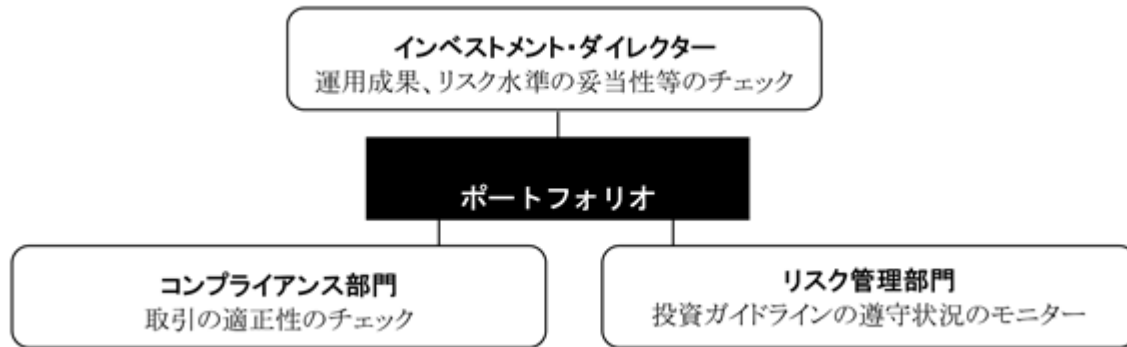 インベストメント・ダイレクター
運用成果、リスク水準の妥当性等のチェック
ポートフォリオ
コンプライアンス部門
取引の適正性のチェック
リスク管理部門
投資ガイドラインの遵守状況のモニター